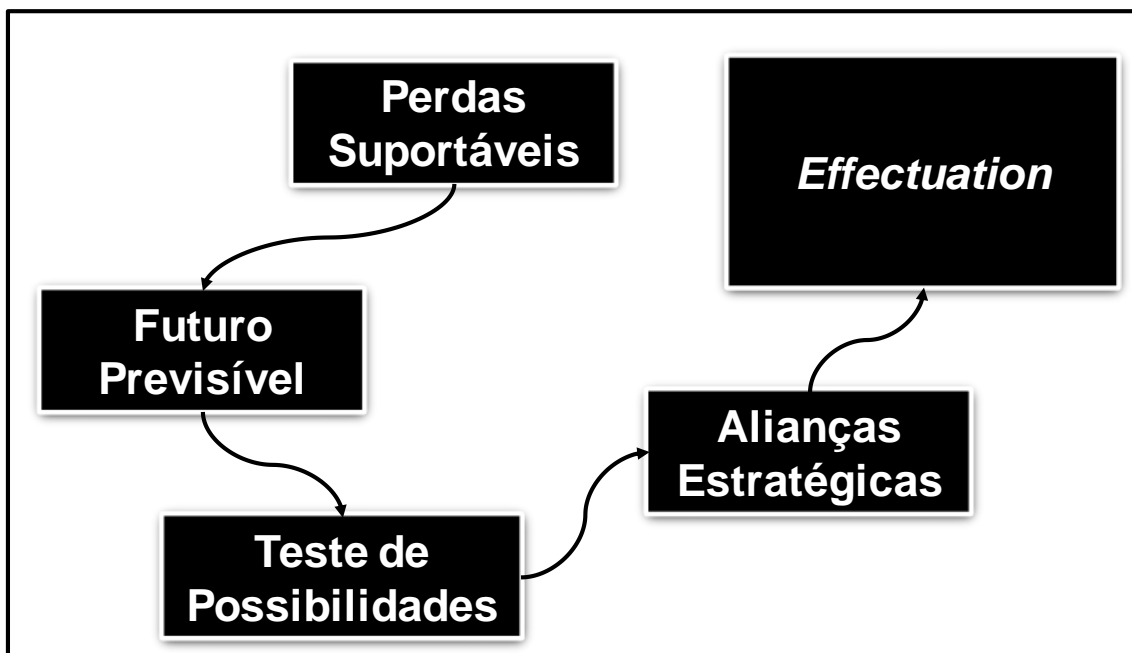 Perdas
Suportáveis
Effectuation
Futuro
Previsível
Alianças
Estratégicas
Teste de
Possibilidades